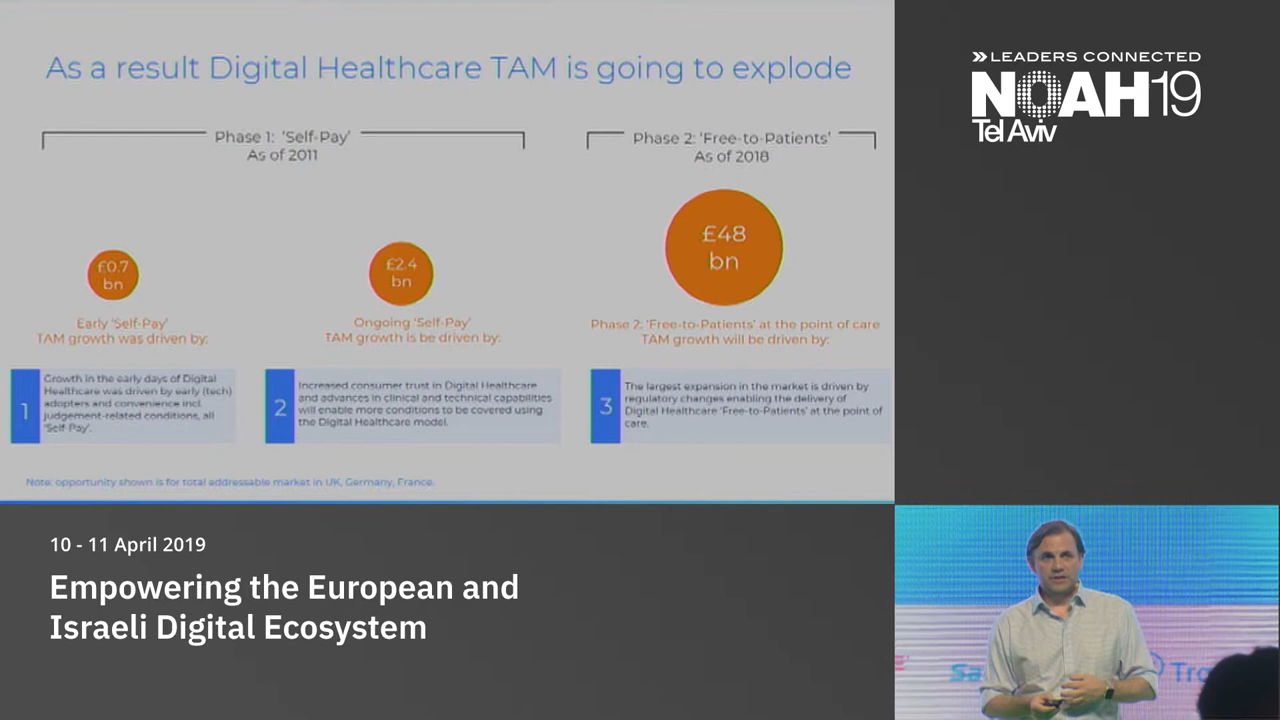 As a result Digital Healthcare TAM is going to explode
Phase 1: 'Self-Pay'
As of 2011
Phase 2: 'Free-to-Patients'
As of 2018
£0.7
bn
£2.4
bn
£48
bn
Early 'Self-Pay'
TAM growth was driven by:
Ongoing 'Self-Pay'
TAM growth is be driven by:
Phase 2: 'Free-to-Patients' at the point of care
TAM growth will be driven by:
1
Growth in the early days of Digital
Healthcare was driven by early (tech)
adopters and convenience incl.
judgement-related conditions, all
'Self-Pay'.
2
Increased consumer trust in Digital Healthcare
and advances in clinical and technical capabilities
will enable more conditions to be covered using
the Digital Healthcare model.
3
The largest expansion in the market is driven by
regulatory changes enabling the delivery of
Digital Healthcare 'Free-to-Patients' at the point of
care.
Note: opportunity shown is for total addressable market in UK, Germany, France.
LEADERS CONNECTED
NOAH19
Tel Aviv
10 - 11 April 2019
Empowering the European and
Israeli Digital Ecosystem